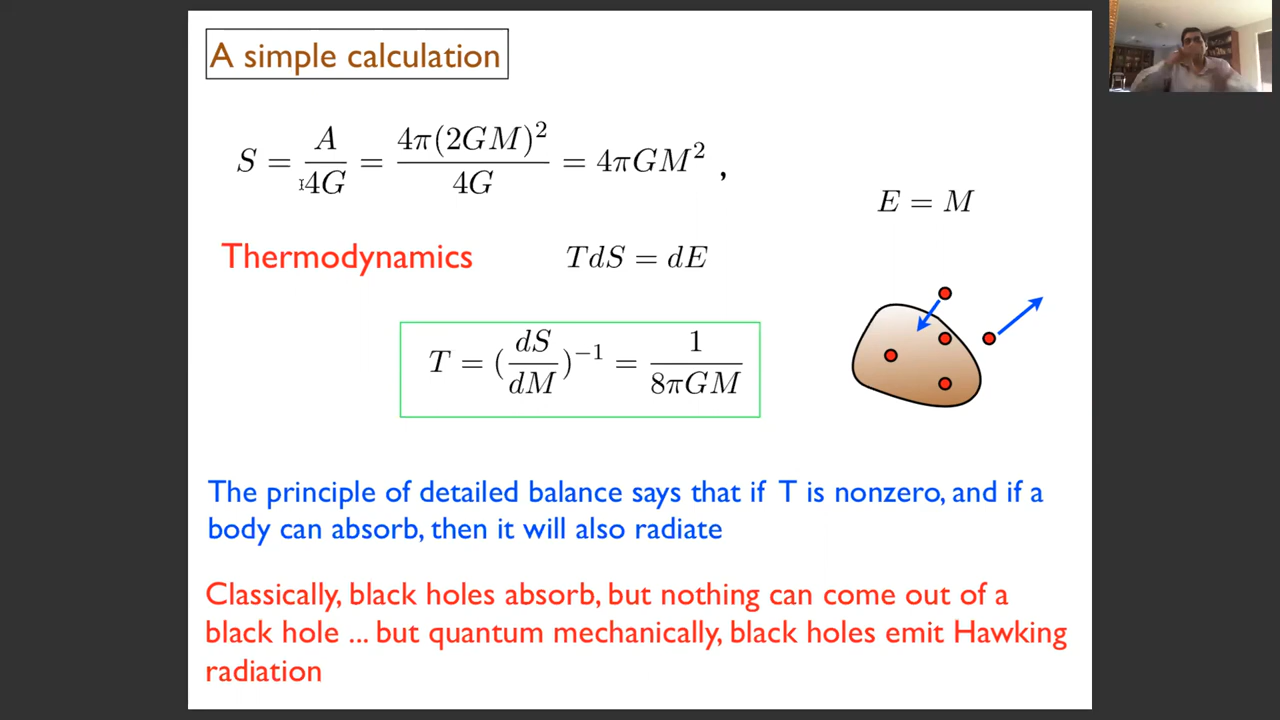 A simple calculation
S = A/4G = 4π(2GM)²/4G = 4πGM² ,
E = M
Thermodynamics TdS = dE
T = (dS/dM)⁻¹ = 1/8πGM
The principle of detailed balance says that if T is nonzero, and if a
body can absorb, then it will also radiate
Classically, black holes absorb, but nothing can come out of a
black hole ... but quantum mechanically, black holes emit Hawking
radiation